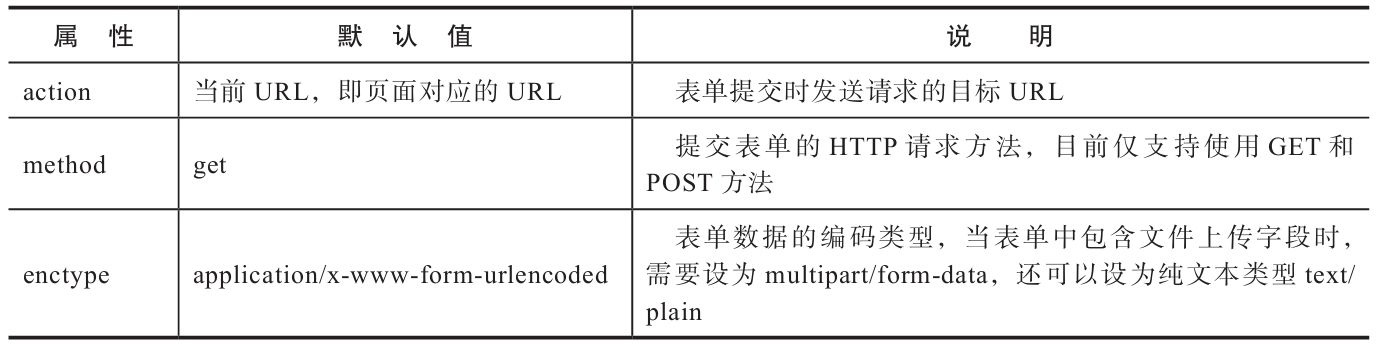 属 性 默 认 值 说 明
action 当前 URL，即页面对应的 URL 表单提交时发送请求的目标 URL
method get 提交表单的 HTTP 请求方法，目前仅支持使用 GET 和
POST 方法
enctype application/x-www-form-urlencoded 表单数据的编码类型，当表单中包含文件上传字段时，
需要设为 multipart/form-data，还可以设为纯文本类型 text/
plain